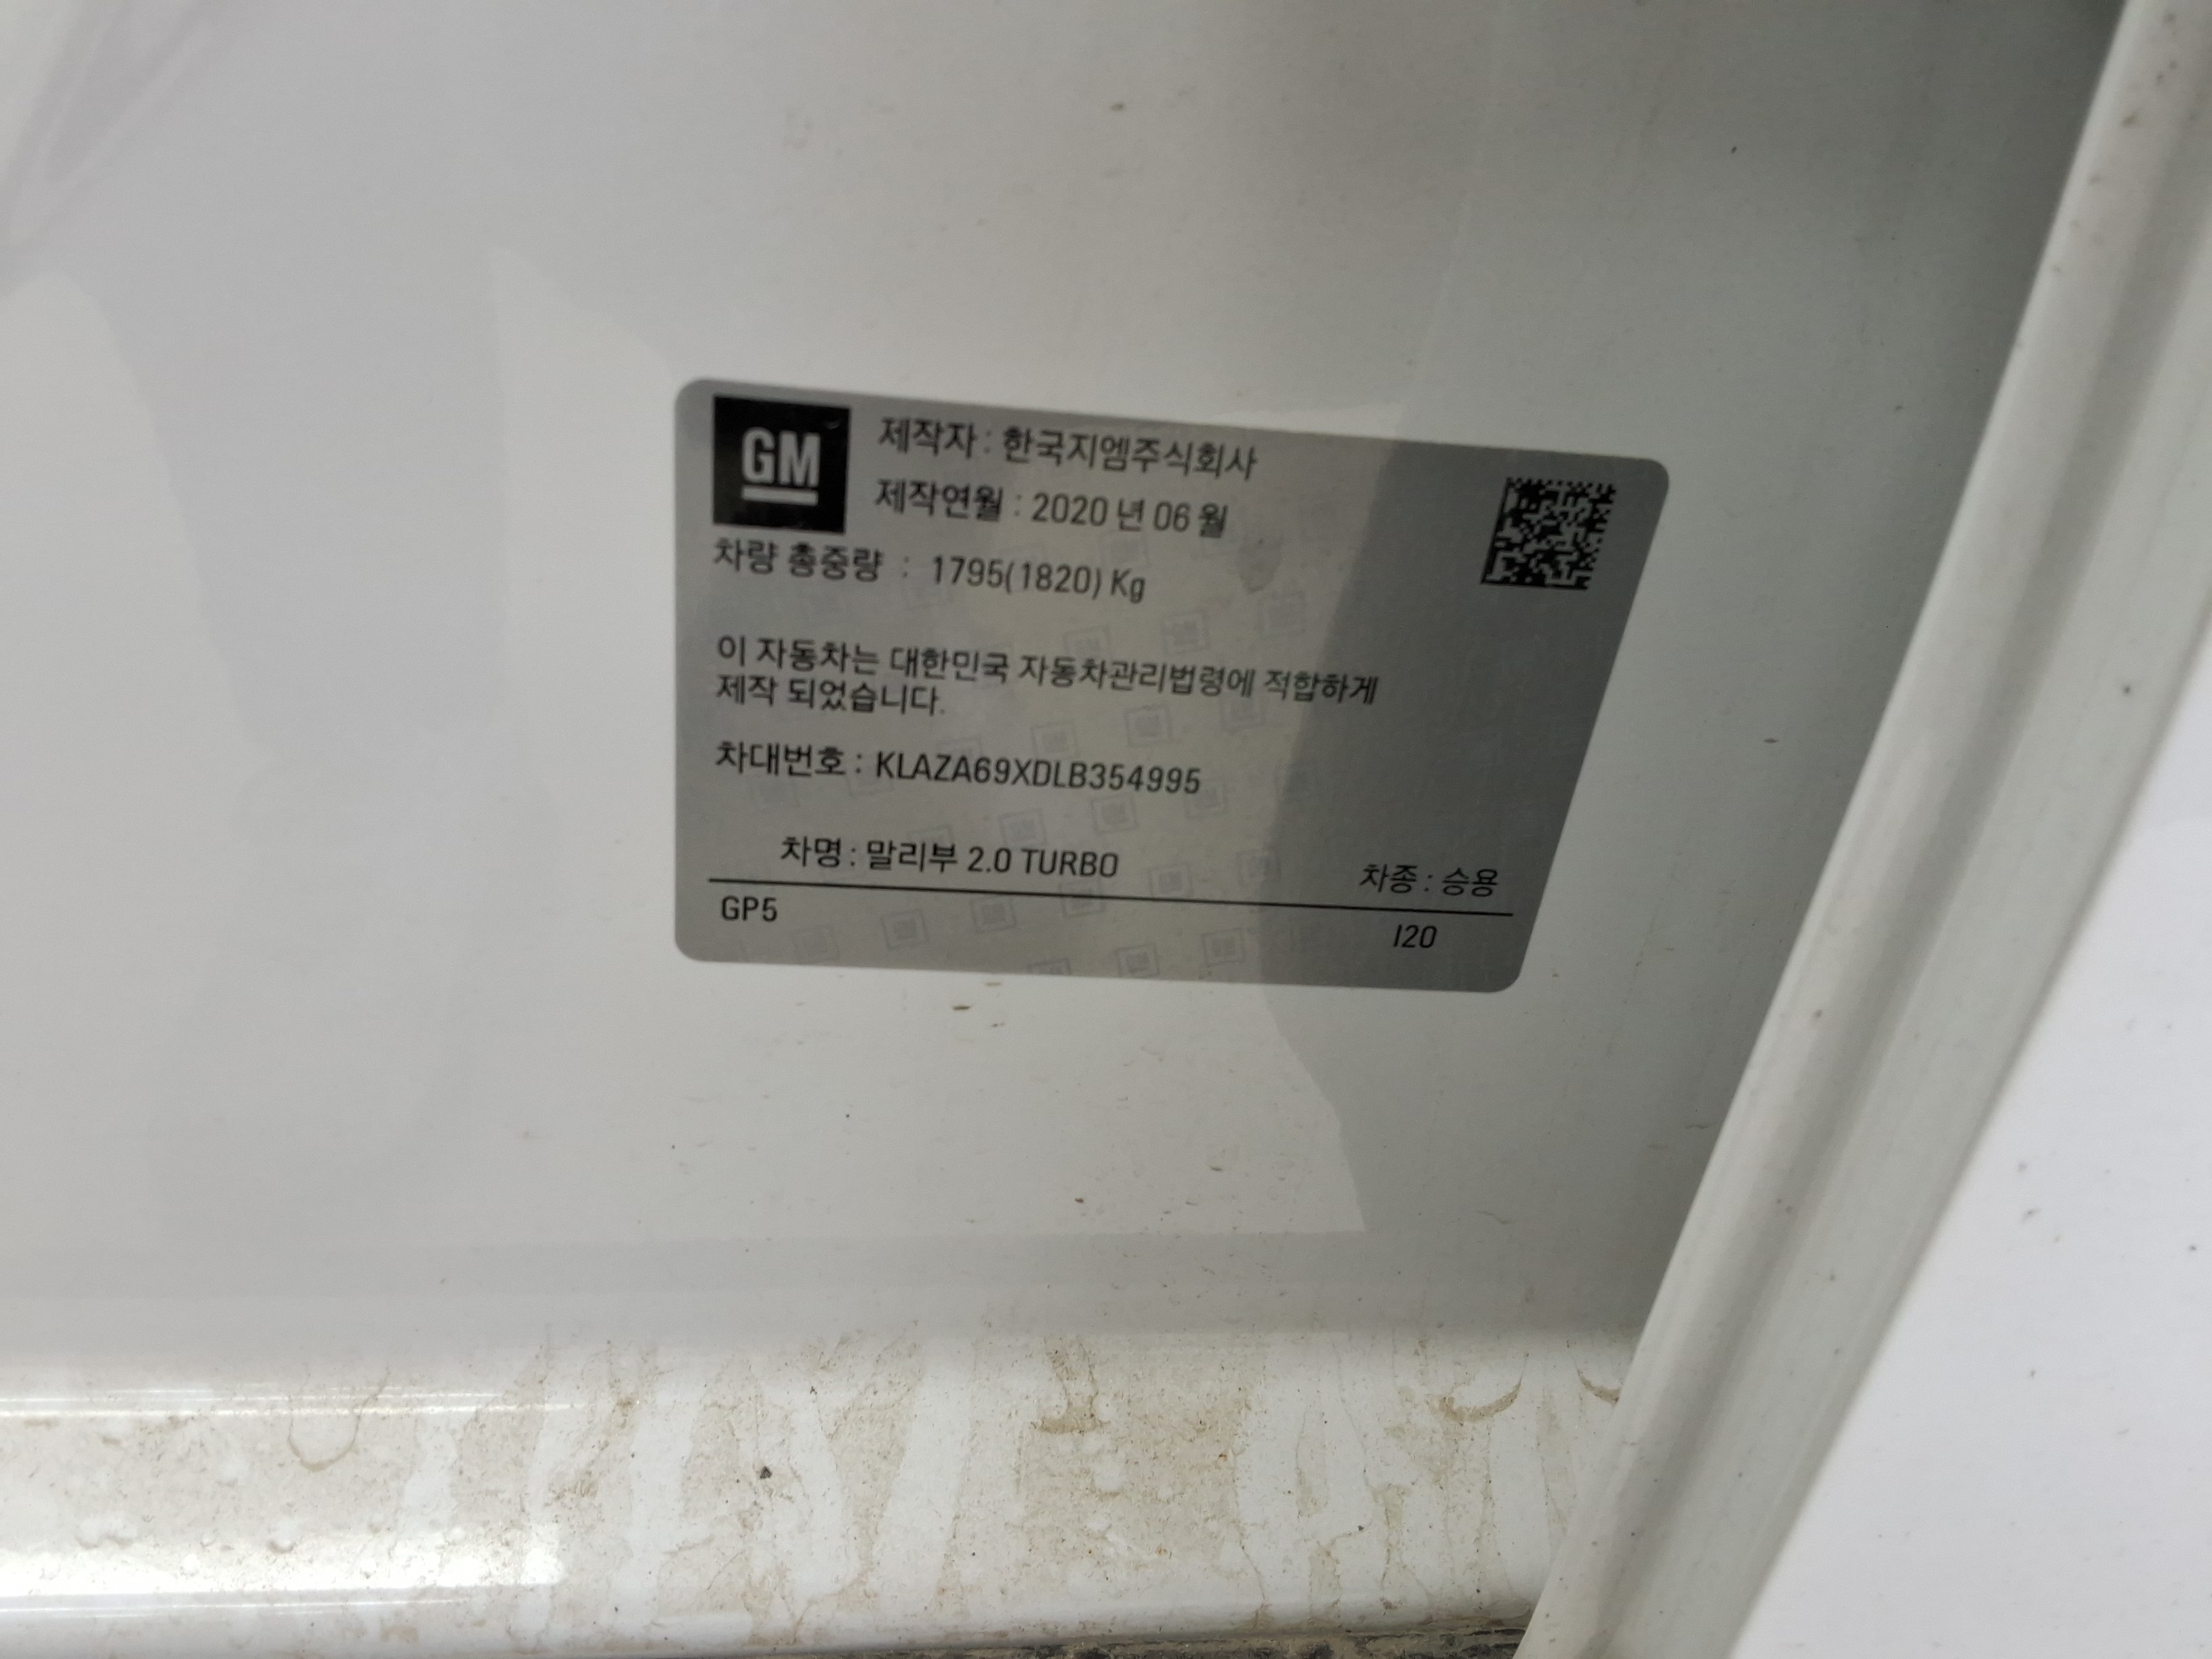 GM
제작자 : 한국지엠주식회사
제작연월 : 2020 년 06 월
차량 총중량 : 1795(1820) Kg
이 자동차는 대한민국 자동차관리법령에 적합하게
제작 되었습니다.
차대번호 : KLAZA69XDLB354995
차명 : 말리부 2.0 TURBO
차종 : 승용
GP5
I20